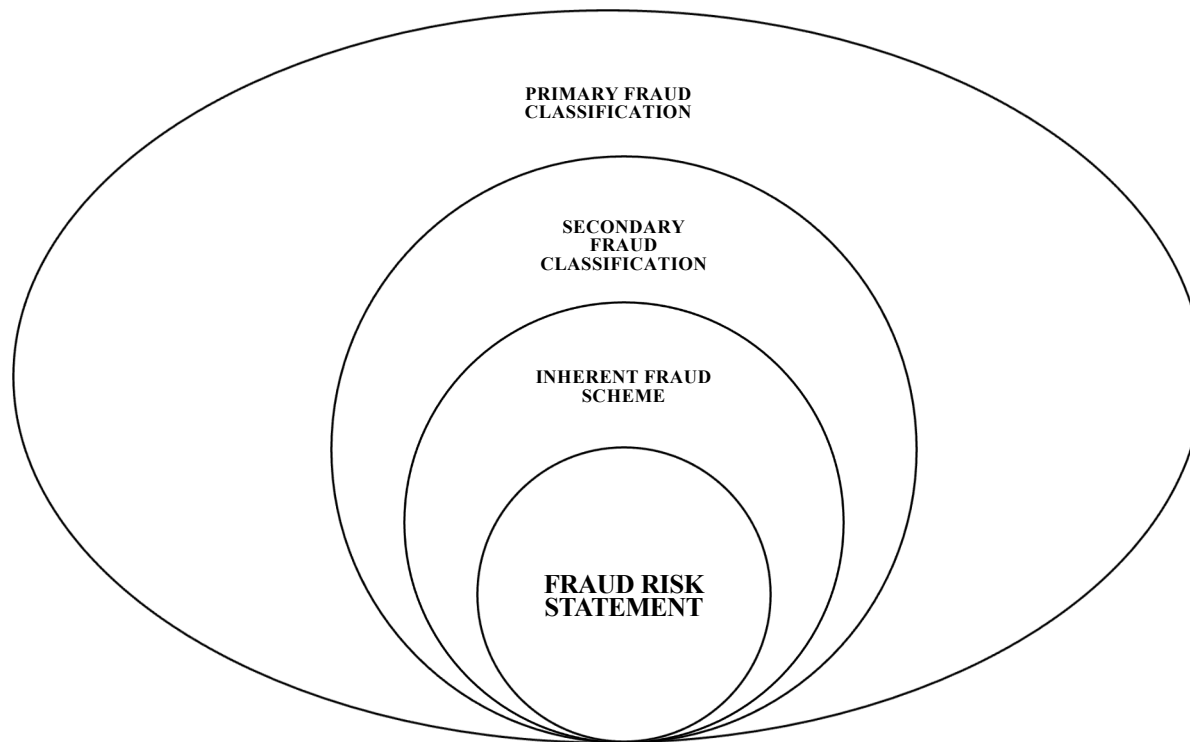 PRIMARY FRAUD
CLASSIFICATION
SECONDARY
FRAUD
CLASSIFICATION
INHERENT FRAUD
SCHEME
FRAUD RISK
STATEMENT